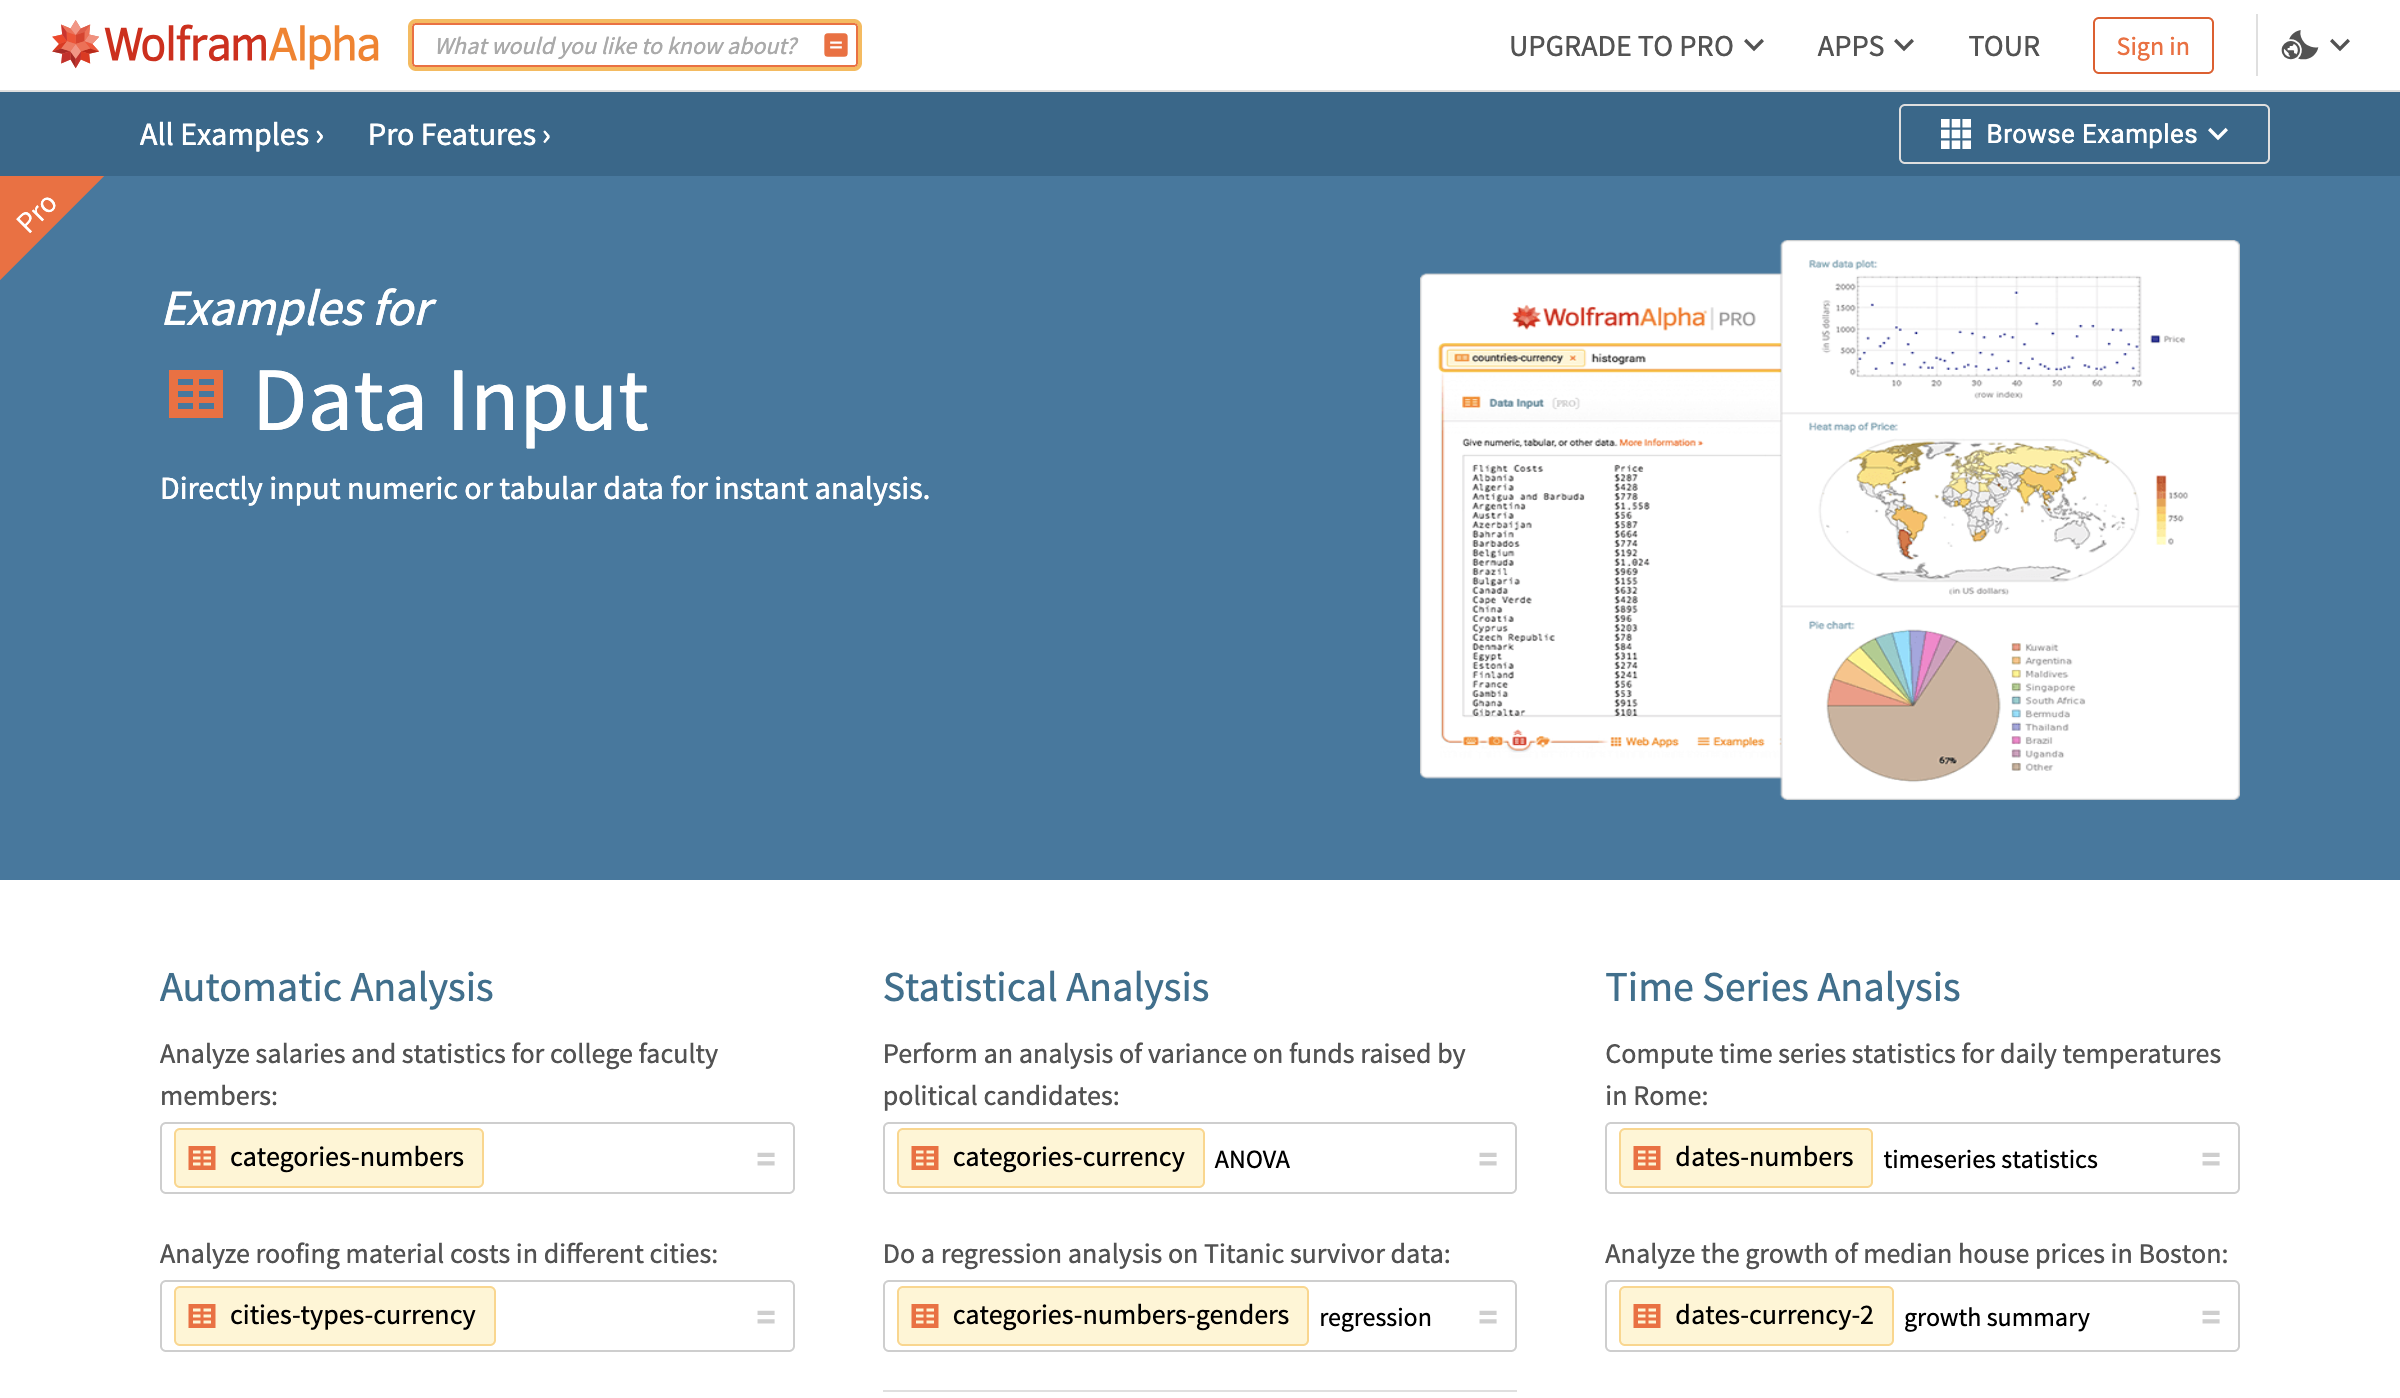 WolframAlpha
What would you like to know about?
UPGRADE TO PRO
APPS
TOUR
Sign in
All Examples ›
Pro Features ›
Browse Examples
Pro
Examples for
Data Input
Directly input numeric or tabular data for instant analysis.
WolframAlpha PRO
countries-currency × histogram
Data Input (PRO)
Give numeric, tabular, or other data. More Information »
Flight Costs Price
Albania $287
Algeria $428
Antigua and Barbuda $778
Argentina $1,558
Austria $56
Azerbaijan $587
Bahrain $664
Barbados $774
Belgium $192
Bermuda $1,024
Brazil $969
Bulgaria $155
Canada $632
Cape Verde $428
China $895
Croatia $96
Cyprus $203
Czech Republic $78
Denmark $84
Egypt $311
Estonia $274
Finland $241
France $56
Gambia $53
Ghana $915
Gibraltar $101
Web Apps
Examples
Raw data plot:
(in US dollars)
2000
1500
1000
500
0
10 20 30 40 50 60 70
(row index)
Price
Heat map of Price:
1500
750
0
(in US dollars)
Pie chart:
67%
Kuwait
Argentina
Maldives
Singapore
South Africa
Bermuda
Thailand
Brazil
Uganda
Other
Automatic Analysis
Analyze salaries and statistics for college faculty
members:
categories-numbers
=
Analyze roofing material costs in different cities:
cities-types-currency
=
Statistical Analysis
Perform an analysis of variance on funds raised by
political candidates:
categories-currency ANOVA
=
Do a regression analysis on Titanic survivor data:
categories-numbers-genders regression
=
Time Series Analysis
Compute time series statistics for daily temperatures
in Rome:
dates-numbers timeseries statistics
=
Analyze the growth of median house prices in Boston:
dates-currency-2 growth summary
=